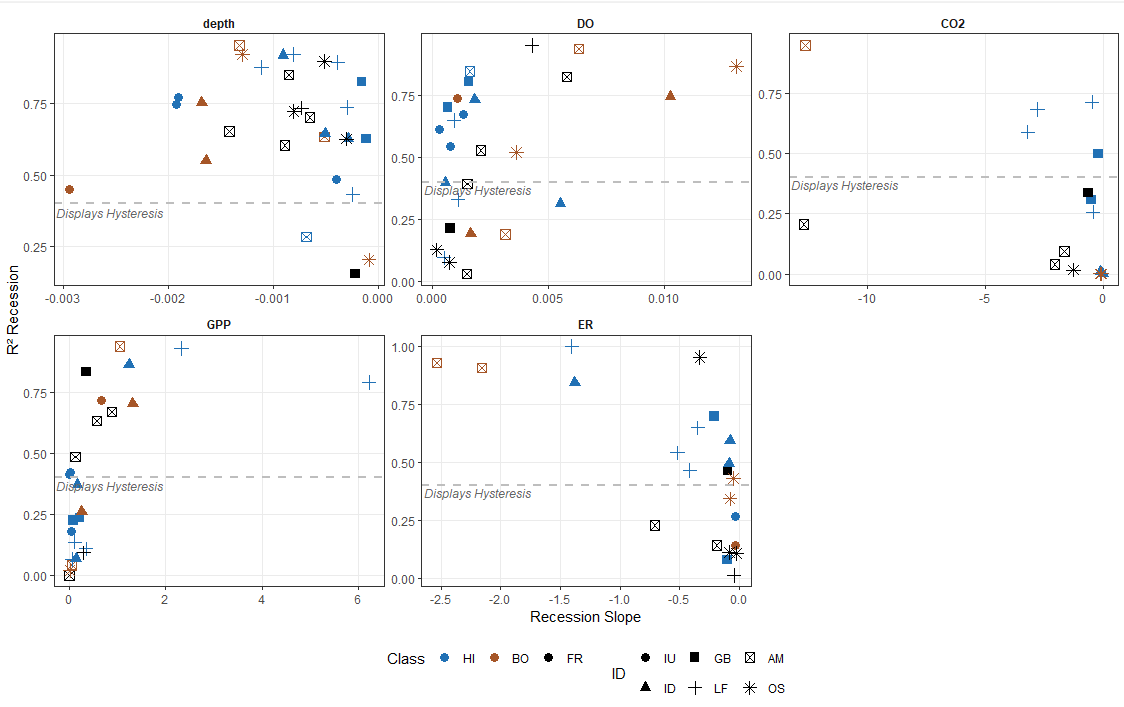 depth
DO
CO2
0.75
0.50
0.25
Displays Hysteresis
-0.003
-0.002
-0.001
0.000
0.75
0.50
0.25
0.00
Displays Hysteresis
0.000
0.005
0.010
0.75
0.50
0.25
0.00
Displays Hysteresis
-10
-5
0
R² Recession
GPP
ER
0.75
0.50
0.25
0.00
Displays Hysteresis
0
2
4
6
1.00
0.75
0.50
0.25
0.00
Displays Hysteresis
-2.5
-2.0
-1.5
-1.0
-0.5
0.0
Recession Slope
Class
HI
BO
FR
ID
IU
GB
AM
ID
LF
OS